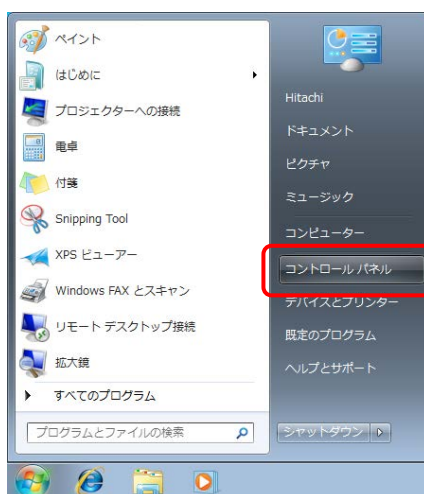 ペイント
はじめに
プロジェクターへの接続
電卓
付箋
Snipping Tool
XPS ビューアー
Windows FAX とスキャン
リモート デスクトップ接続
拡大鏡
すべてのプログラム
プログラムとファイルの検索
Hitachi
ドキュメント
ピクチャ
ミュージック
コンピューター
コントロール パネル
デバイスとプリンター
既定のプログラム
ヘルプとサポート
シャットダウン